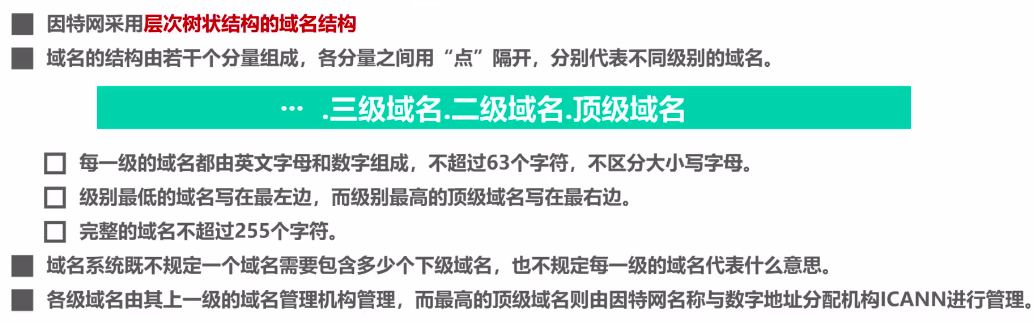 因特网采用层次树状结构的域名结构
域名的结构由若干个分量组成，各分量之间用“点”隔开，分别代表不同级别的域名。
… .三级域名.二级域名.顶级域名
每一级的域名都由英文字母和数字组成，不超过63个字符，不区分大小写字母。
级别最低的域名写在最左边，而级别最高的顶级域名写在最右边。
完整的域名不超过255个字符。
域名系统既不规定一个域名需要包含多少个下级域名，也不规定每一级的域名代表什么意思。
各级域名由其上一级的域名管理机构管理，而最高的顶级域名则由因特网名称与数字地址分配机构ICANN进行管理。